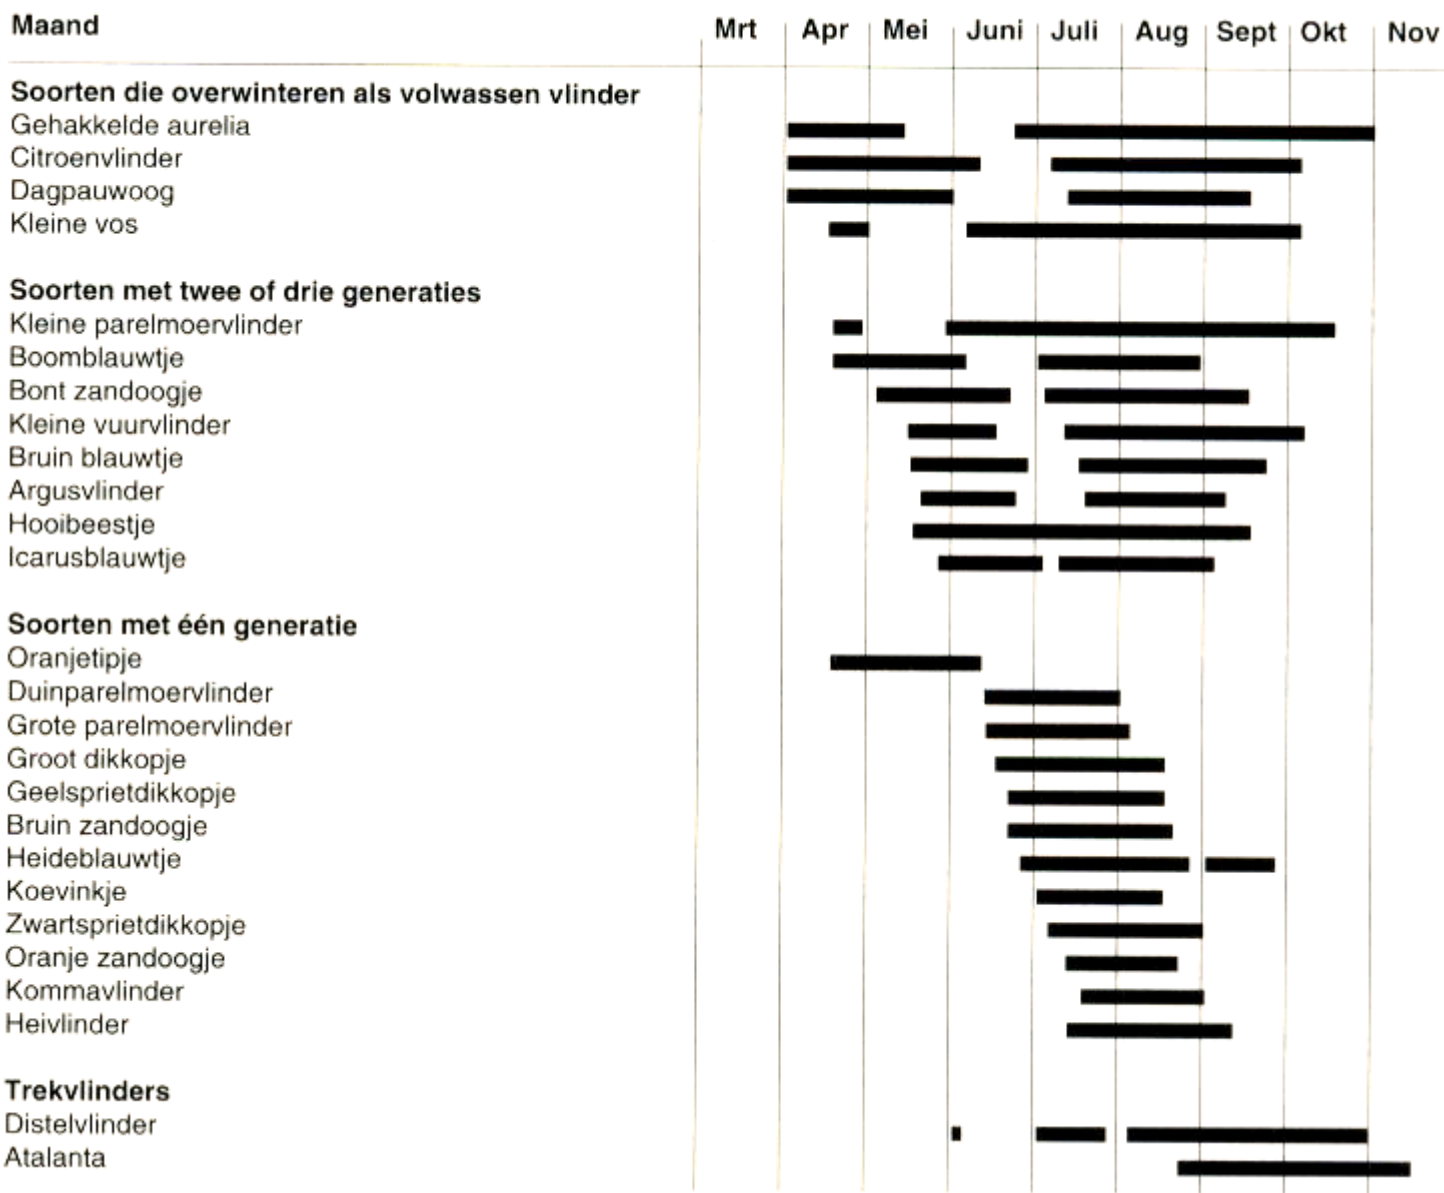 Maand Mrt Apr Mei Juni Juli Aug Sept Okt Nov
Soorten die overwinteren als volwassen vlinder
Gehakkelde aurelia
Citroenvlinder
Dagpauwoog
Kleine vos
Soorten met twee of drie generaties
Kleine parelmoervlinder
Boomblauwtje
Bont zandoogje
Kleine vuurvlinder
Bruin blauwtje
Argusvlinder
Hooibeestje
Icarusblauwtje
Soorten met één generatie
Oranjetipje
Duinparelmoervlinder
Grote parelmoervlinder
Groot dikkopje
Geelsprietdikkopje
Bruin zandoogje
Heideblauwtje
Koevinkje
Zwartsprietdikkopje
Oranje zandoogje
Kommavlinder
Heivlinder
Trekvlinders
Distelvlinder
Atalanta